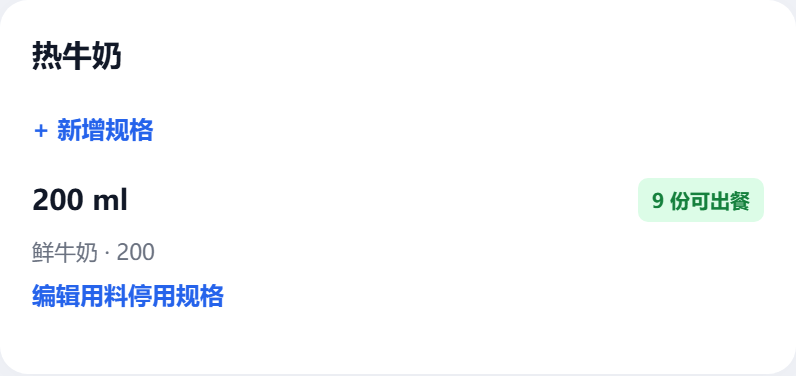 热牛奶
+ 新增规格
200 ml
9 份可出餐
鲜牛奶 · 200
编辑用料停用规格